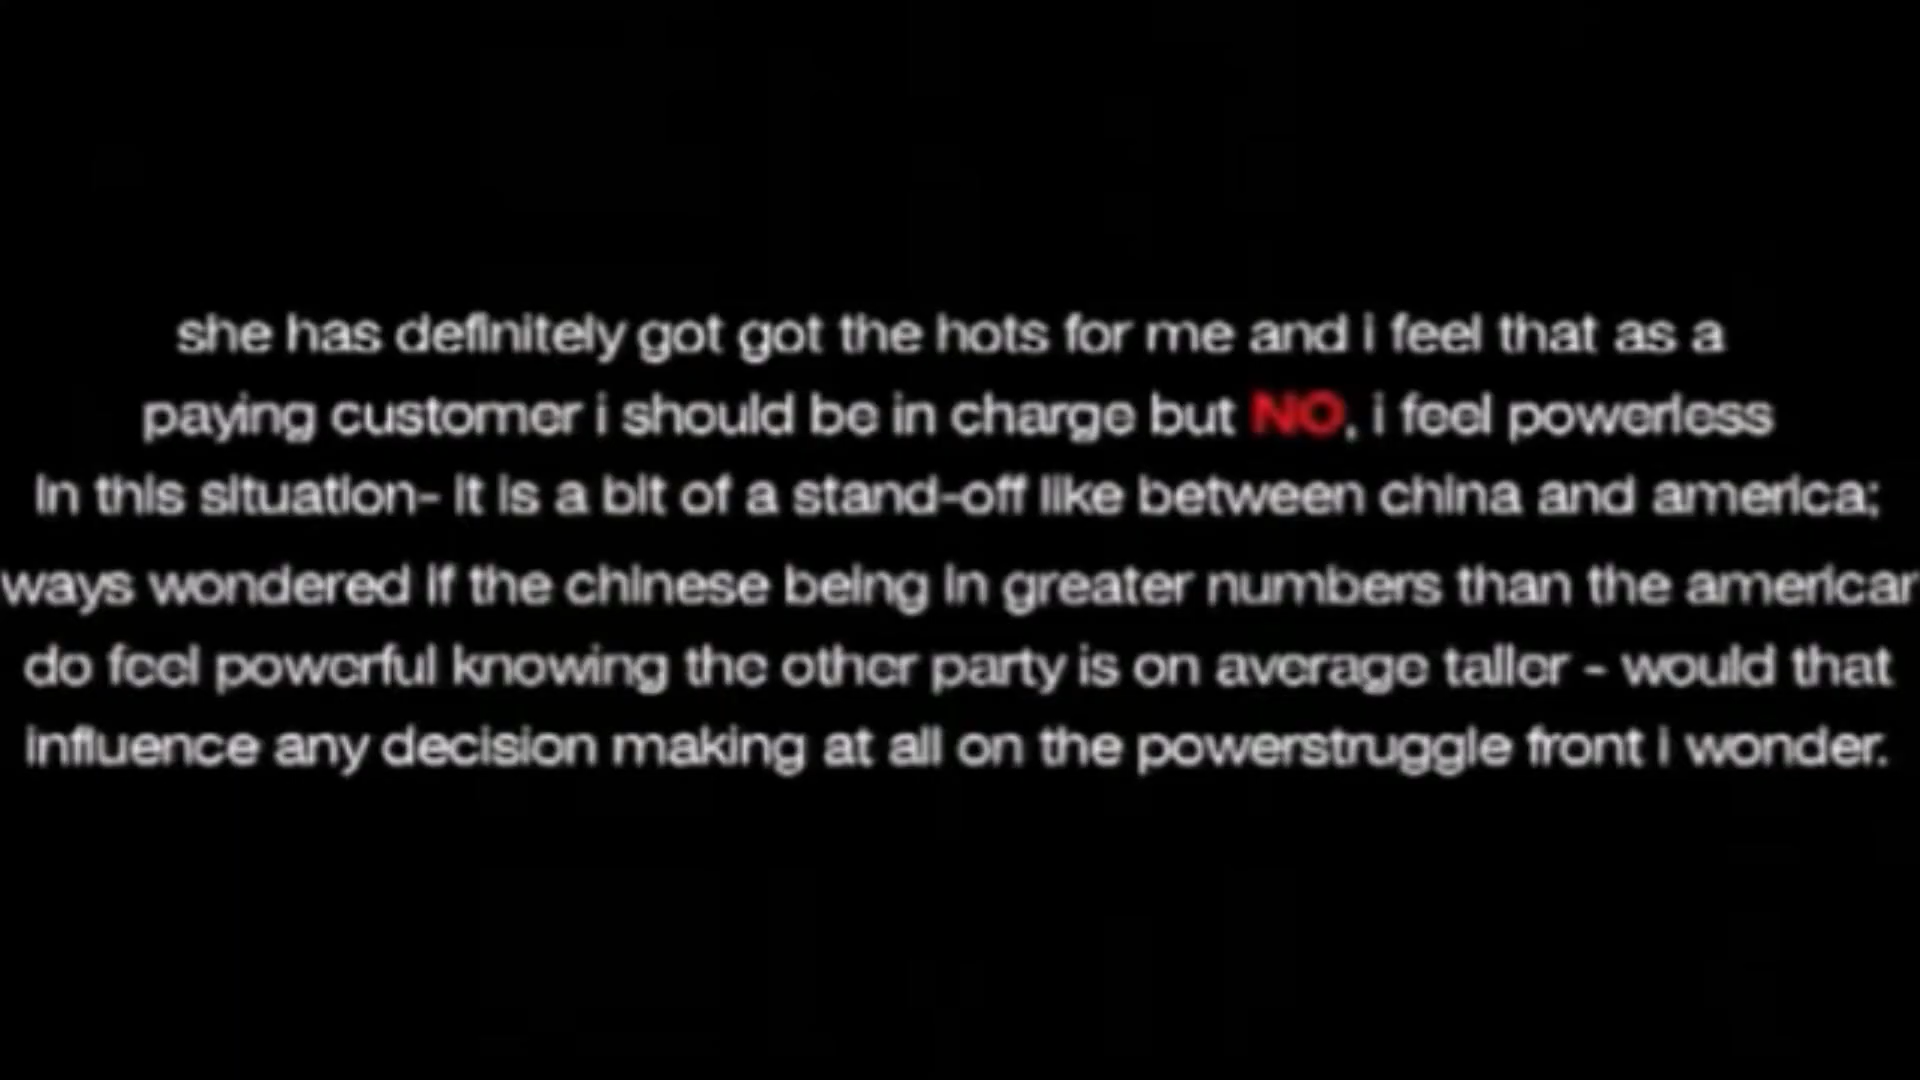 she has definitely got got the hots for me and i feel that as a
paying customer i should be in charge but NO, i feel powerless
in this situation- it is a bit of a stand-off like between china and america;
ways wondered if the chinese being in greater numbers than the american
do feel powerful knowing the other party is on average taller - would that
influence any decision making at all on the powerstruggle front i wonder.